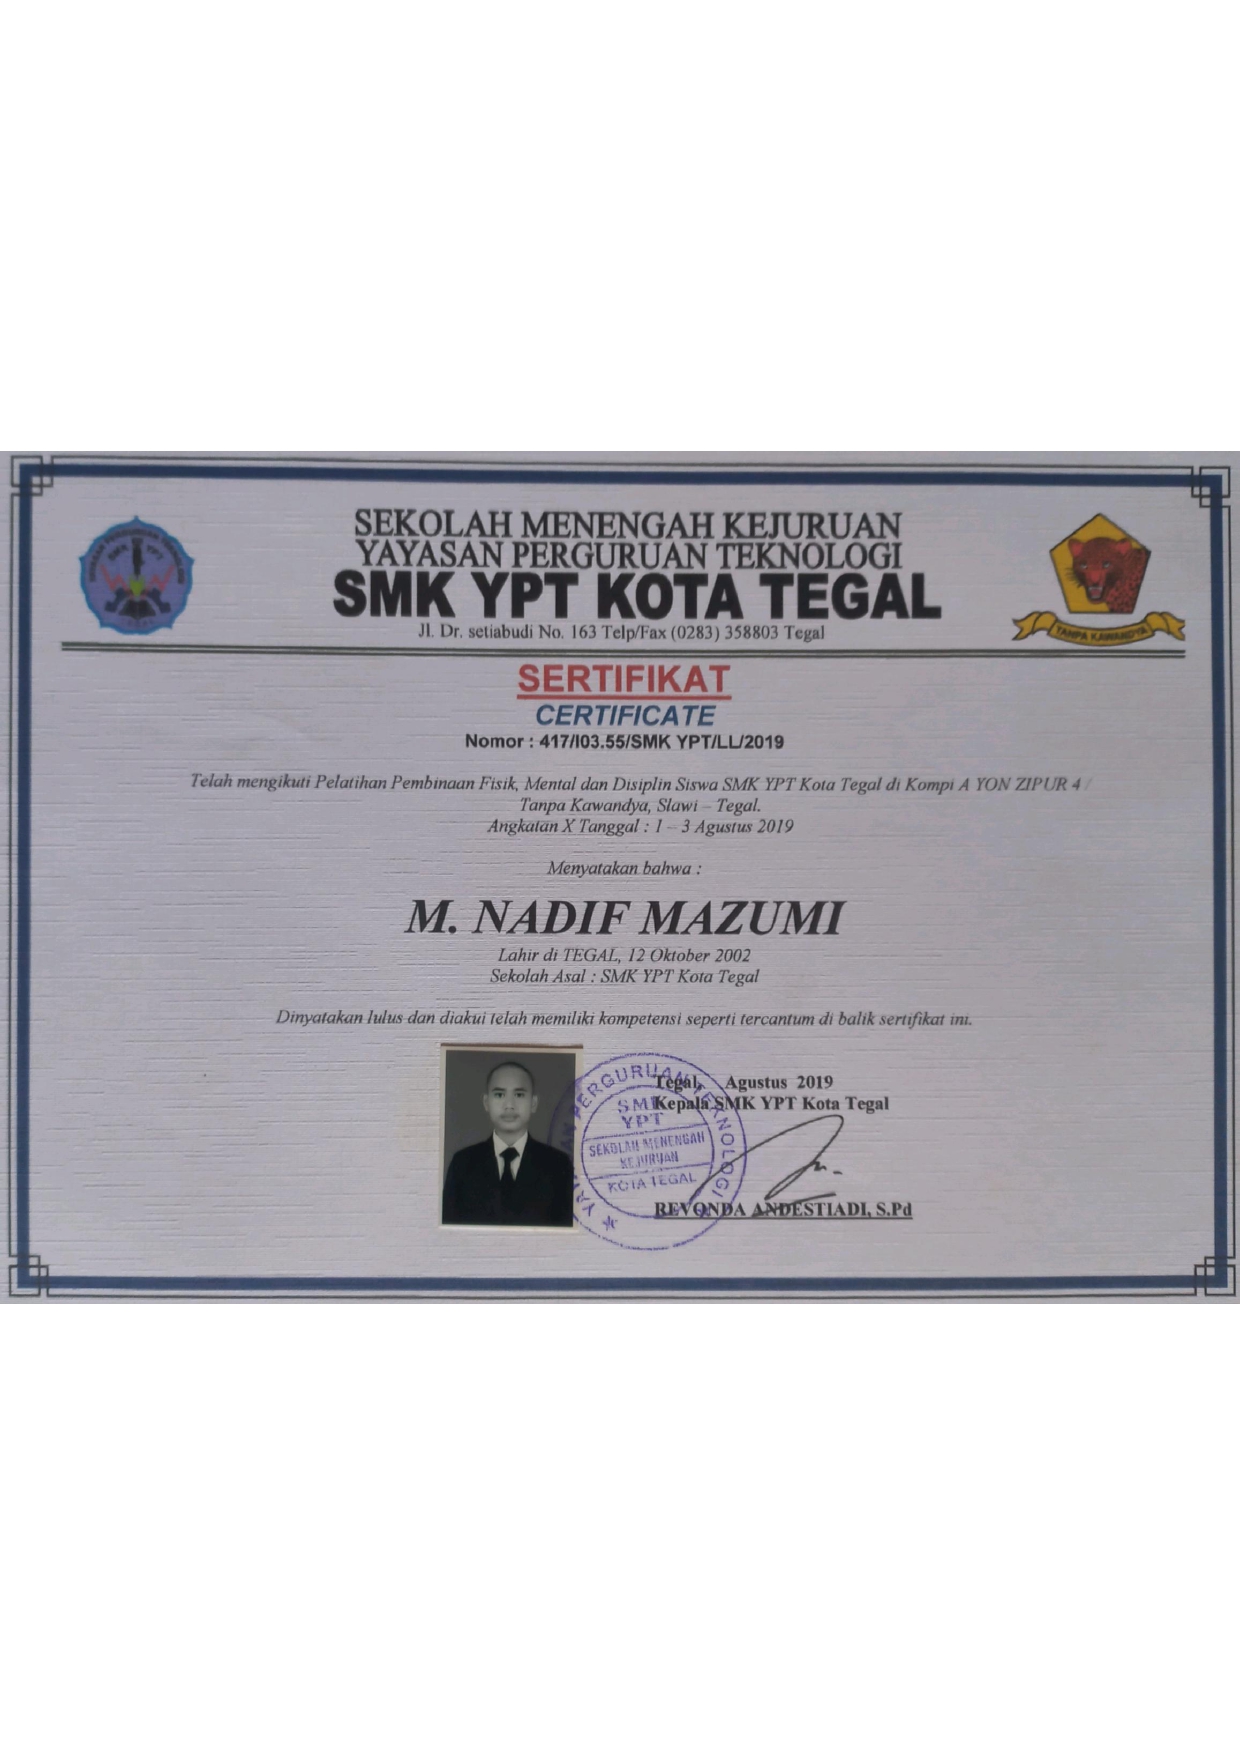 SEKOLAH MENENGAH KEJURUAN
YAYASAN PERGURUAN TEKNOLOGI
SMK YPT KOTA TEGAL
Jl. Dr. setiabudi No. 163 Telp/Fax (0283) 358803 Tegal
SMK YPT
TANPA KAWANDYA
SERTIFIKAT
CERTIFICATE
Nomor : 417/I03.55/SMK YPT/LL/2019
Telah mengikuti Pelatihan Pembinaan Fisik, Mental dan Disiplin Siswa SMK YPT Kota Tegal di Kompi A YON ZIPUR 4 /
Tanpa Kawandya, Slawi – Tegal.
Angkatan X Tanggal : 1 – 3 Agustus 2019
Menyatakan bahwa :
M. NADIF MAZUMI
Lahir di TEGAL, 12 Oktober 2002
Sekolah Asal : SMK YPT Kota Tegal
Dinyatakan lulus dan diakui telah memiliki kompetensi seperti tercantum di balik sertifikat ini.
Tegal, Agustus 2019
Kepala SMK YPT Kota Tegal
PERGURUAN TEKNOLOGI
SMK
YPT
SEKOLAH MENENGAH
KEJURUAN
KOTA TEGAL
REVONDA ANDESTIADI, S.Pd